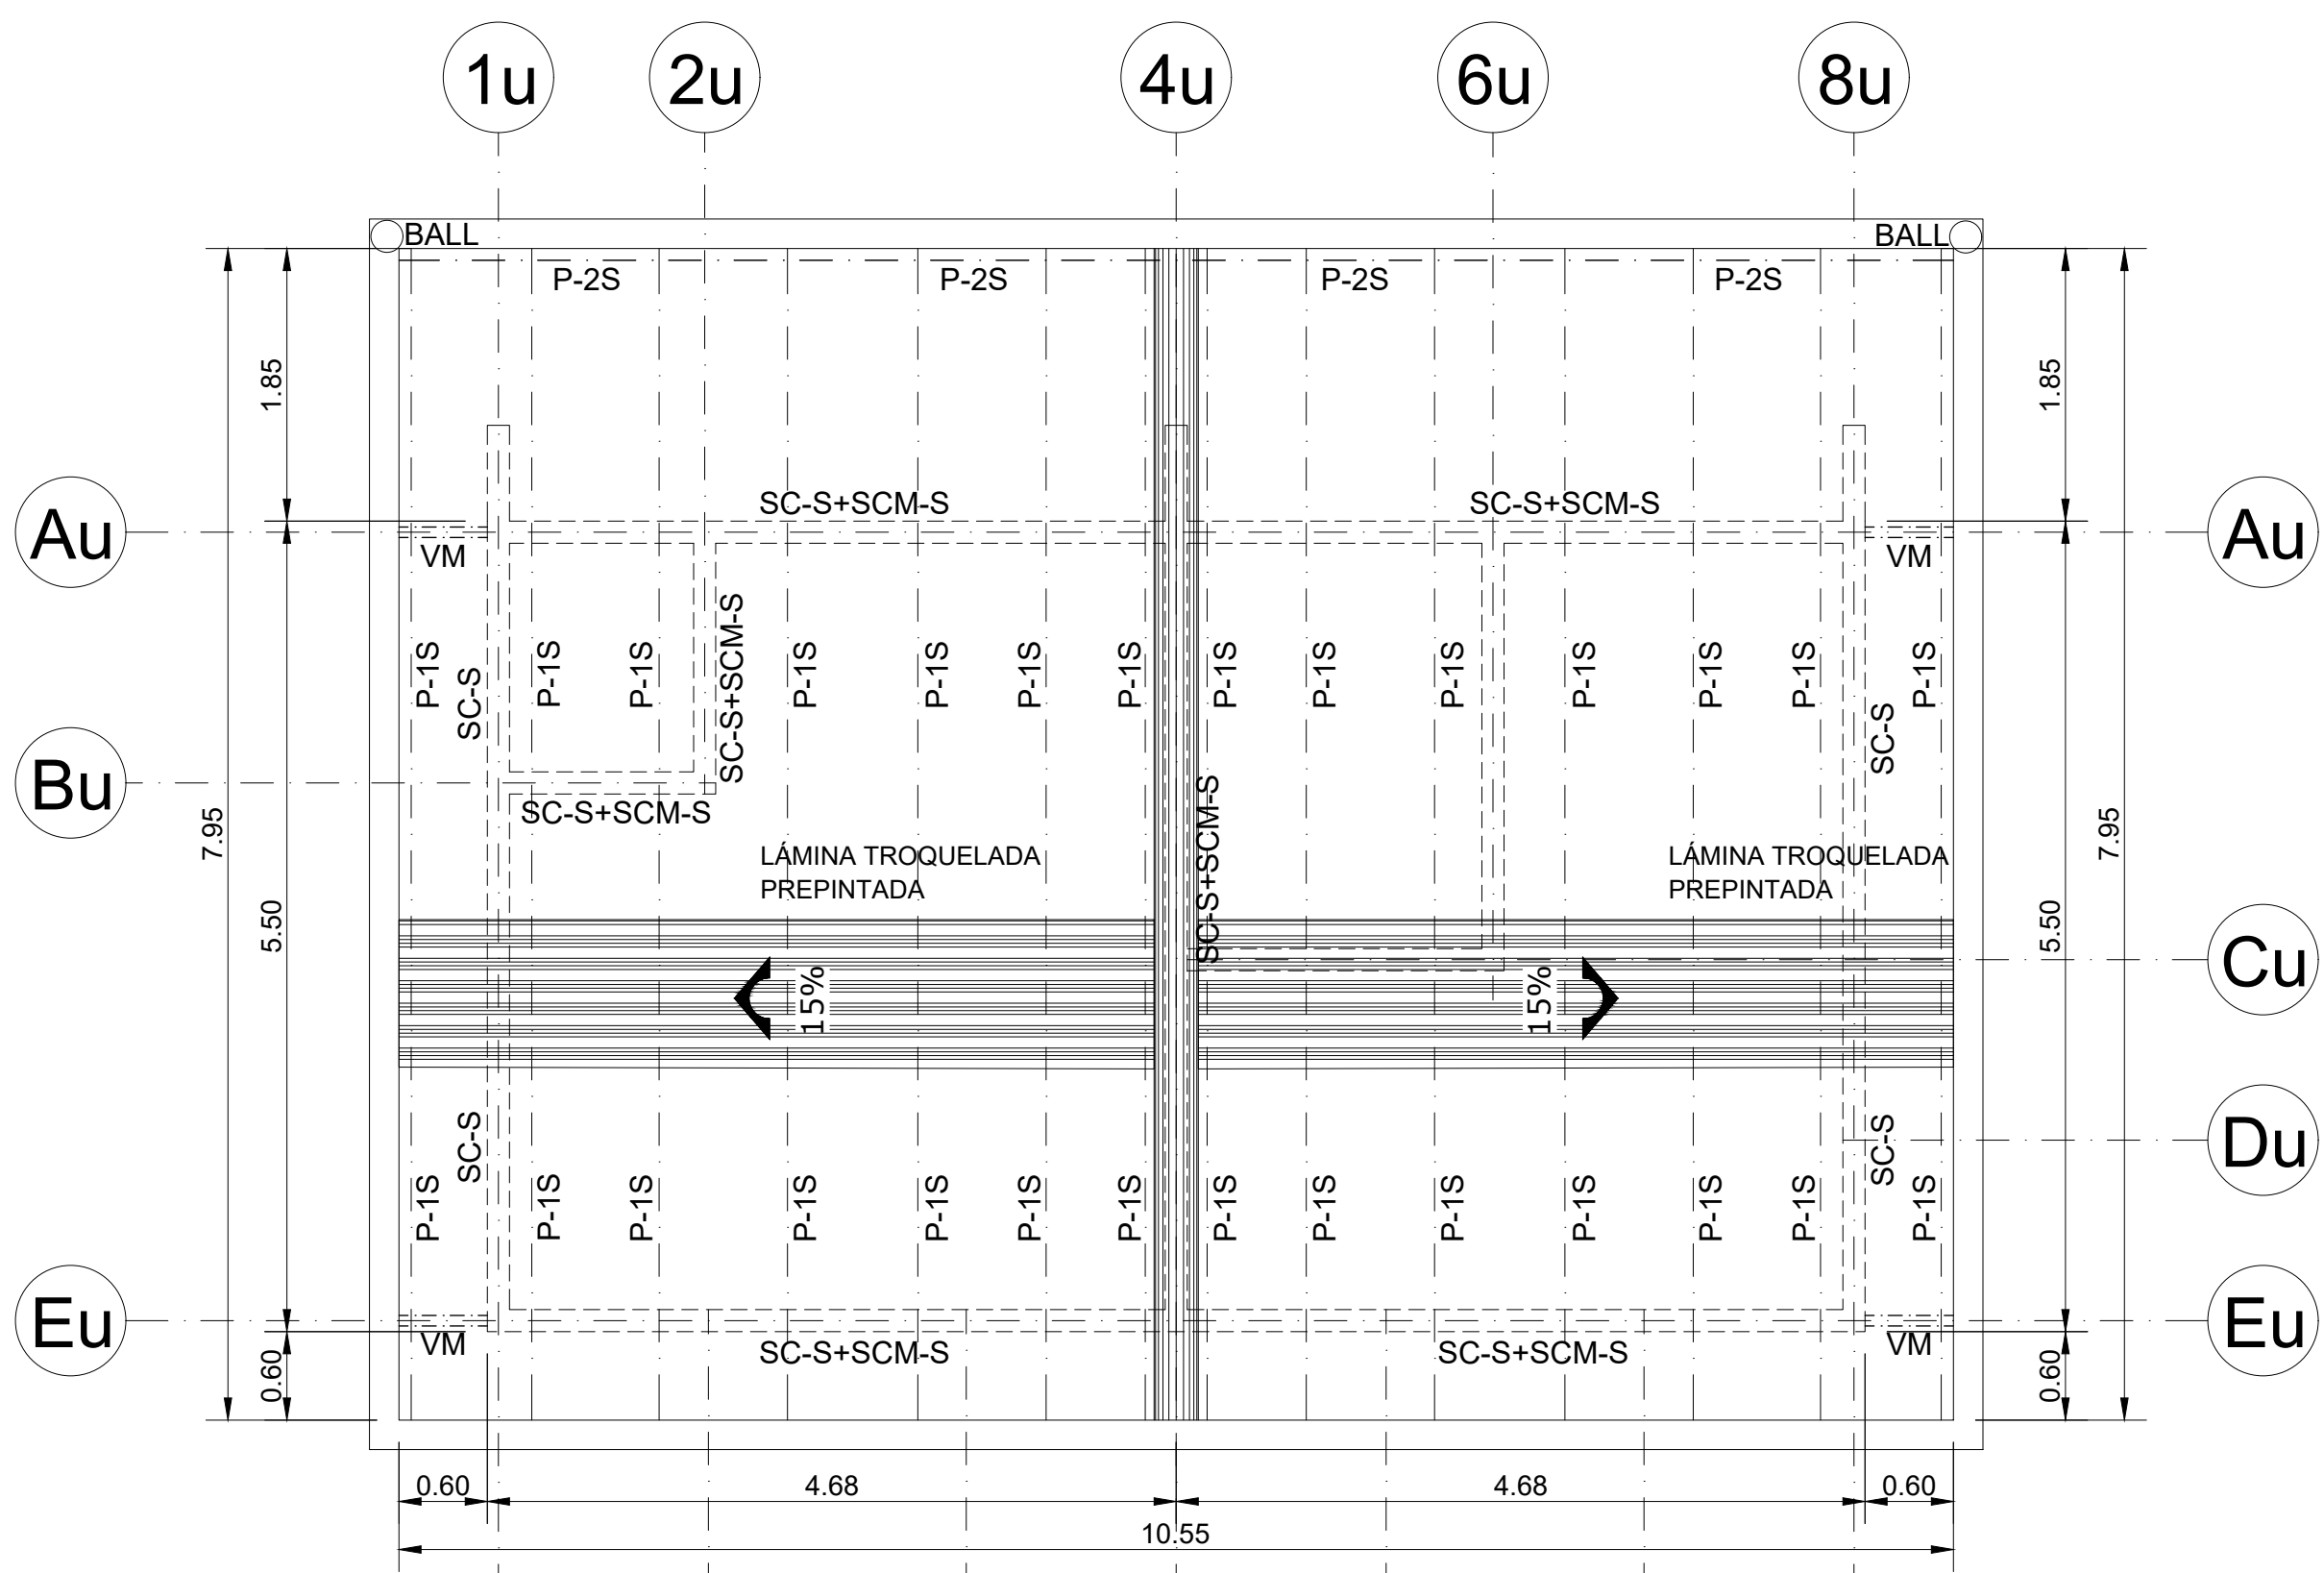 1u 2u 4u 6u 8u
BALL BALL
P-2S P-2S P-2S P-2S
1.85 1.85
SC-S+SCM-S SC-S+SCM-S
Au Au
VM VM
P-1S SC-S P-1S P-1S SC-S+SCM-S P-1S P-1S P-1S P-1S P-1S P-1S P-1S P-1S P-1S P-1S SC-S P-1S
Bu
SC-S+SCM-S
7.95 SC-S+SCM-S 7.95
LÁMINA TROQUELADA LÁMINA TROQUELADA
PREPINTADA PREPINTADA
5.50 5.50
Cu
15% 15%
SC-S SC-S
Du
P-1S P-1S P-1S P-1S P-1S P-1S P-1S P-1S P-1S P-1S P-1S P-1S P-1S P-1S
Eu Eu
VM VM
SC-S+SCM-S SC-S+SCM-S
0.60 0.60
0.60 4.68 4.68 0.60
10.55